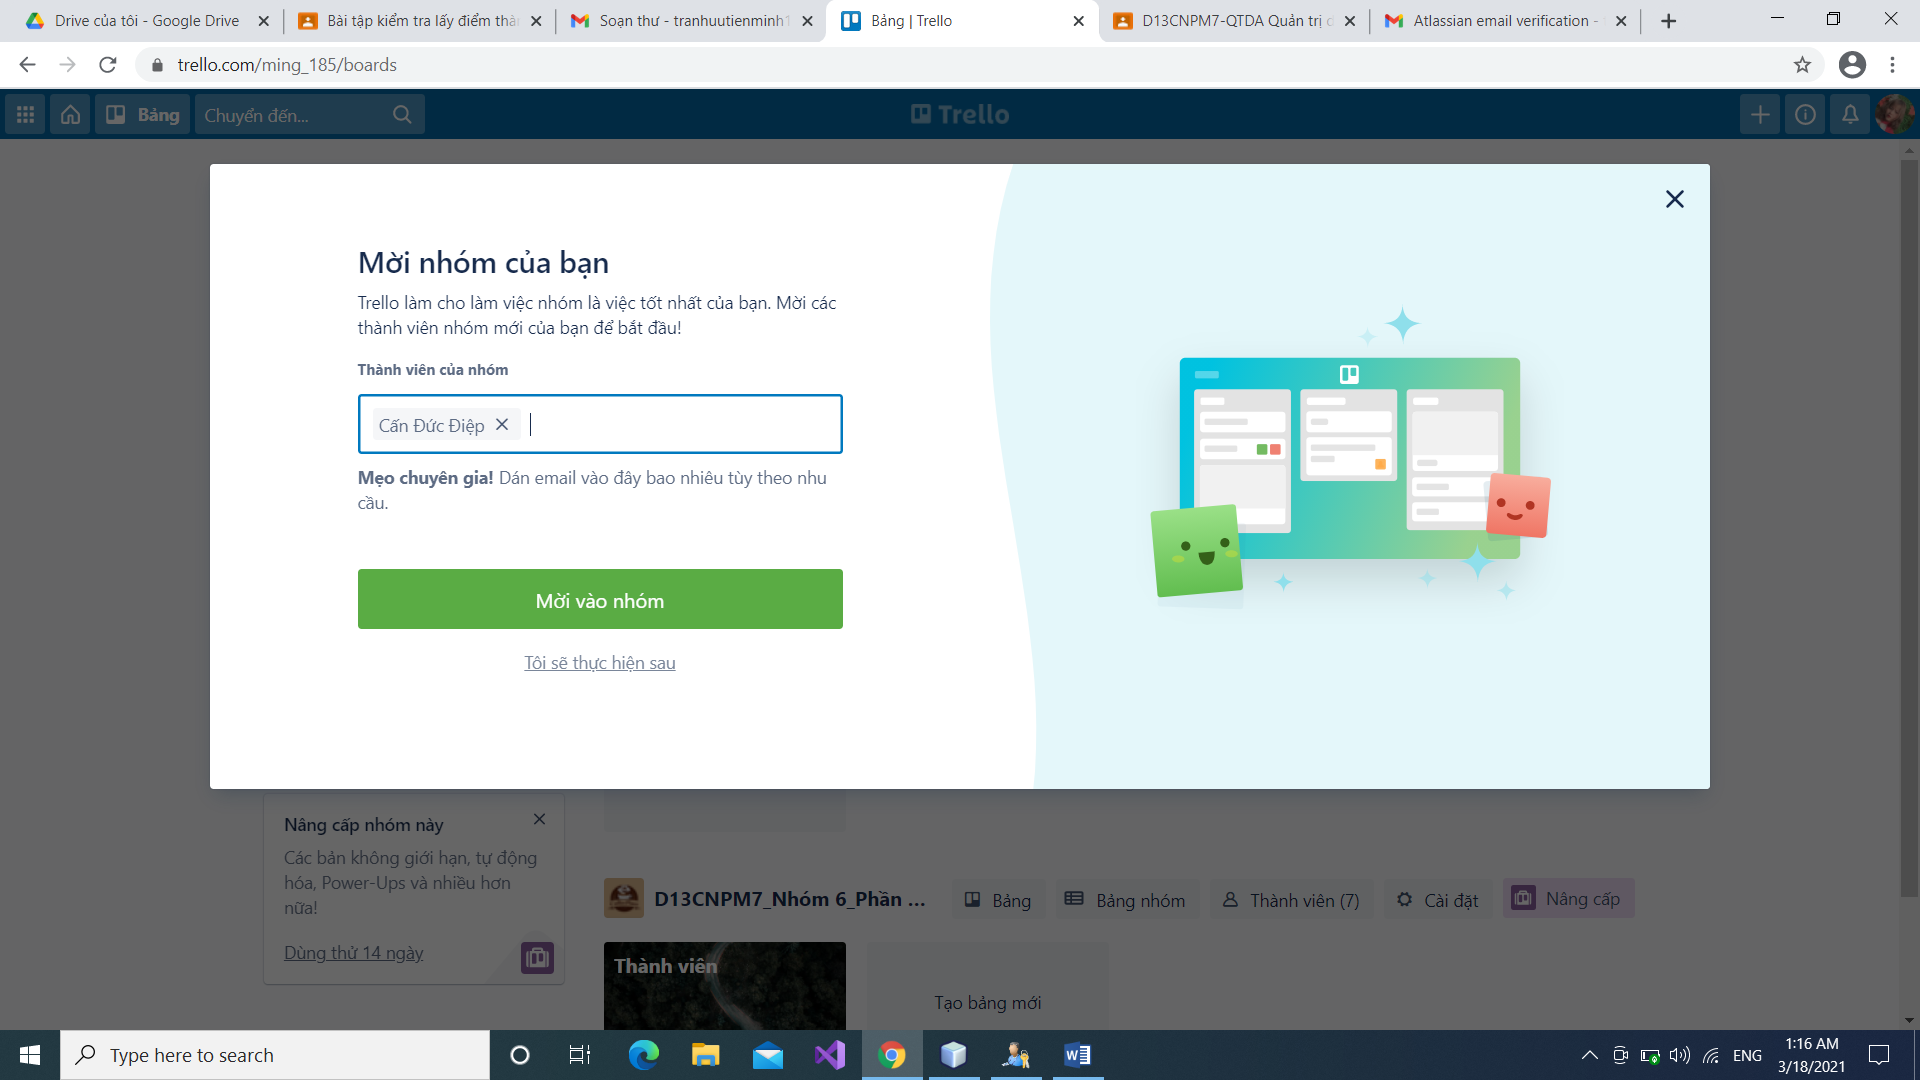 Drive của tôi - Google Drive
Bài tập kiểm tra lấy điểm thàn
Soạn thư - tranhuutienminh1
Bảng | Trello
D13CNPM7-QTDA Quản trị d
Atlassian email verification -
trello.com/ming_185/boards
Bảng
Chuyển đến...
Trello
Mời nhóm của bạn
Trello làm cho làm việc nhóm là việc tốt nhất của bạn. Mời các
thành viên nhóm mới của bạn để bắt đầu!
Thành viên của nhóm
Cấn Đức Điệp
Mẹo chuyên gia! Dán email vào đây bao nhiêu tùy theo nhu
cầu.
Mời vào nhóm
Tôi sẽ thực hiện sau
Nâng cấp nhóm này
Các bản không giới hạn, tự động
hóa, Power-Ups và nhiều hơn
nữa!
Dùng thử 14 ngày
D13CNPM7_Nhóm 6_Phần ...
Bảng
Bảng nhóm
Thành viên (7)
Cài đặt
Nâng cấp
Thành viên
Tạo bảng mới
Type here to search
ENG
1:16 AM
3/18/2021